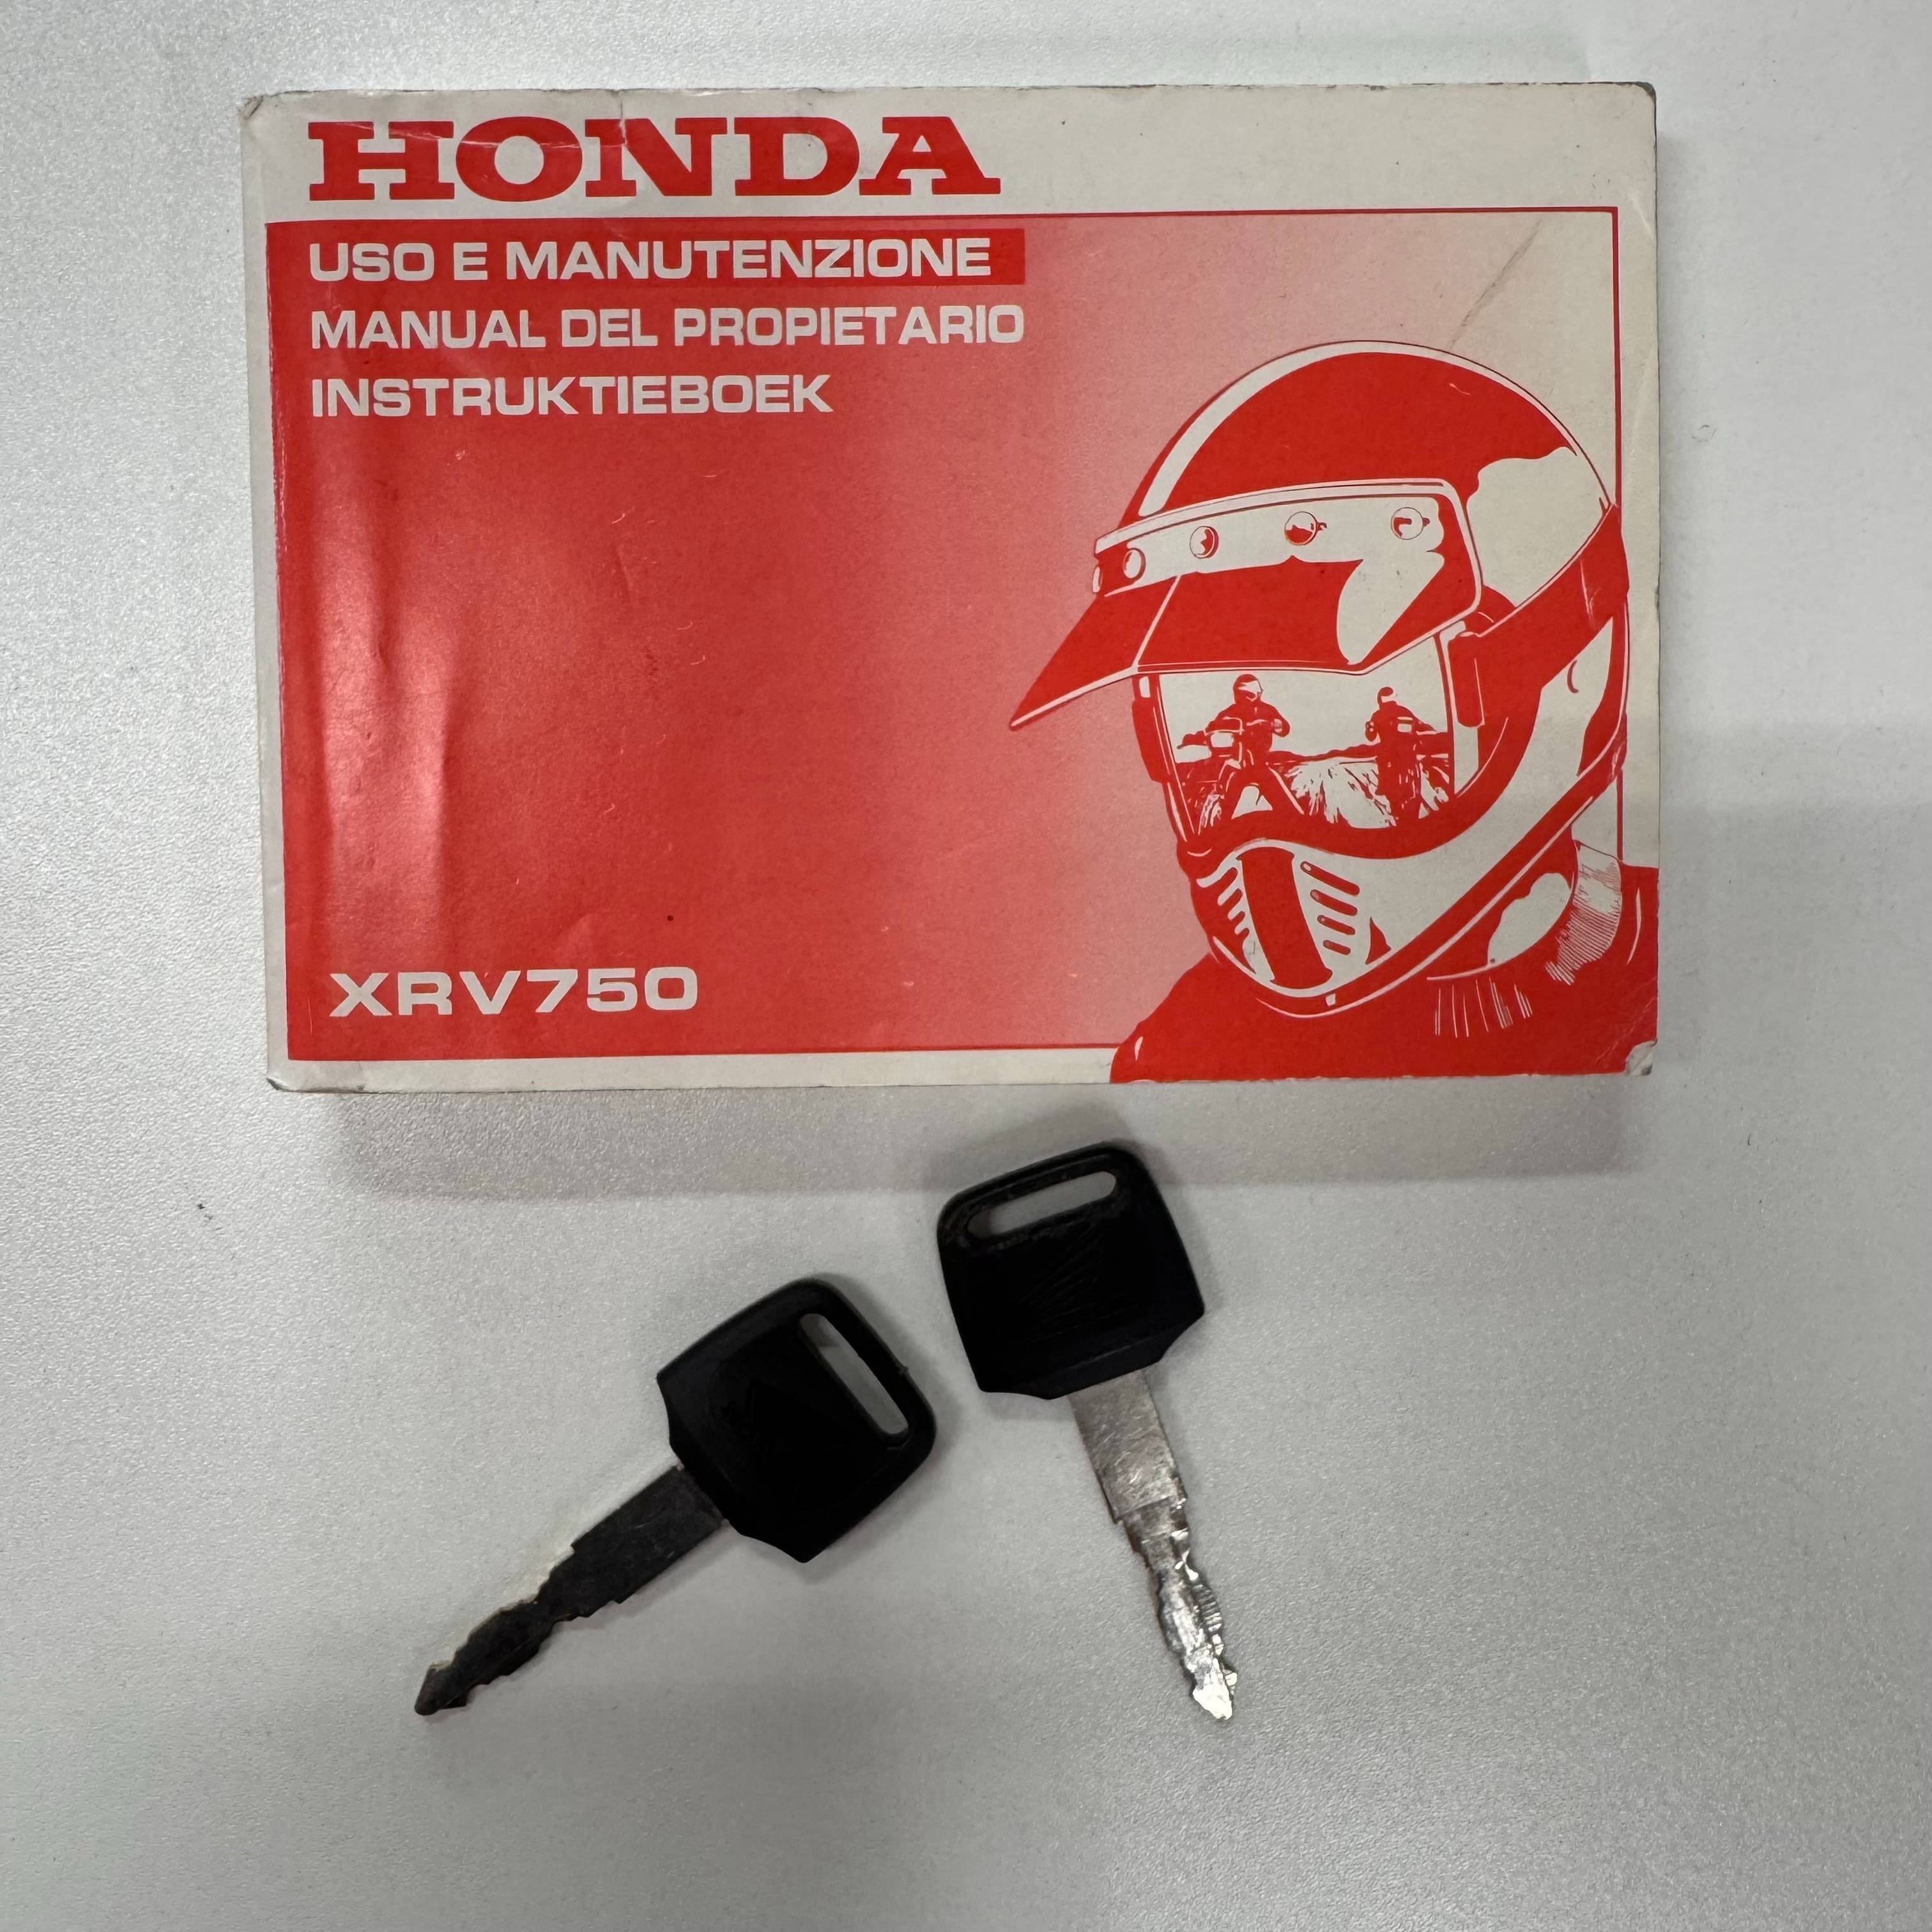 HONDA
USO E MANUTENZIONE
MANUAL DEL PROPIETARIO
INSTRUKTIEBOEK
XRV750